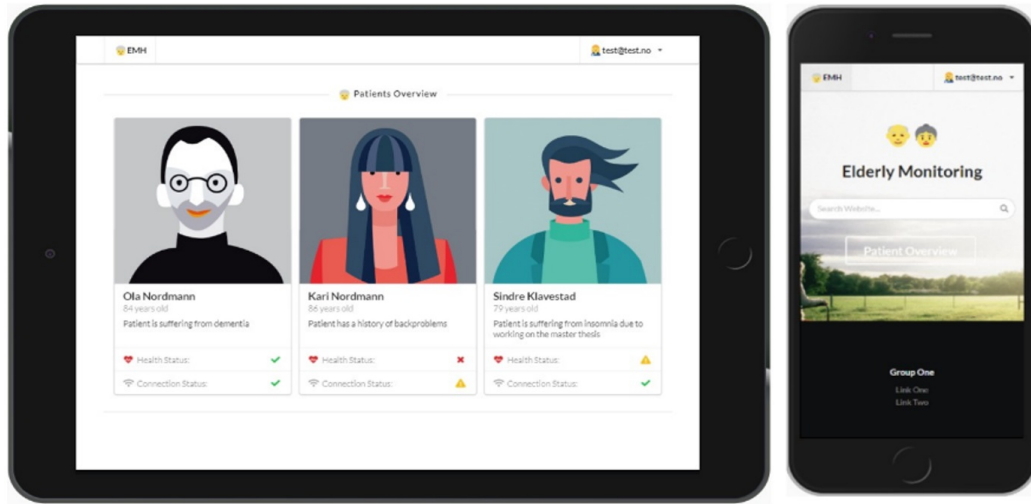 EMH
test@test.no
Patients Overview
Ola Nordmann
84 years old
Patient is suffering from dementia
Health Status:
Connection Status:
Kari Nordmann
86 years old
Patient has a history of backproblems
Health Status:
Connection Status:
Sindre Klavestad
79 years old
Patient is suffering from insomnia due to
working on the master thesis
Health Status:
Connection Status:
EMH
test@test.no
Elderly Monitoring
Search Website...
Patient Overview
Group One
Link One
Link Two